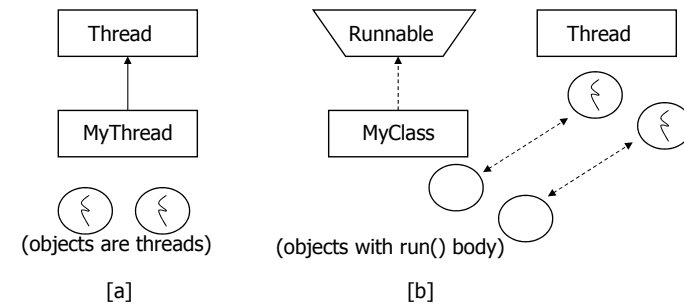 Thread
MyThread
(objects are threads)
[a]
Runnable
Thread
MyClass
(objects with run() body)
[b]